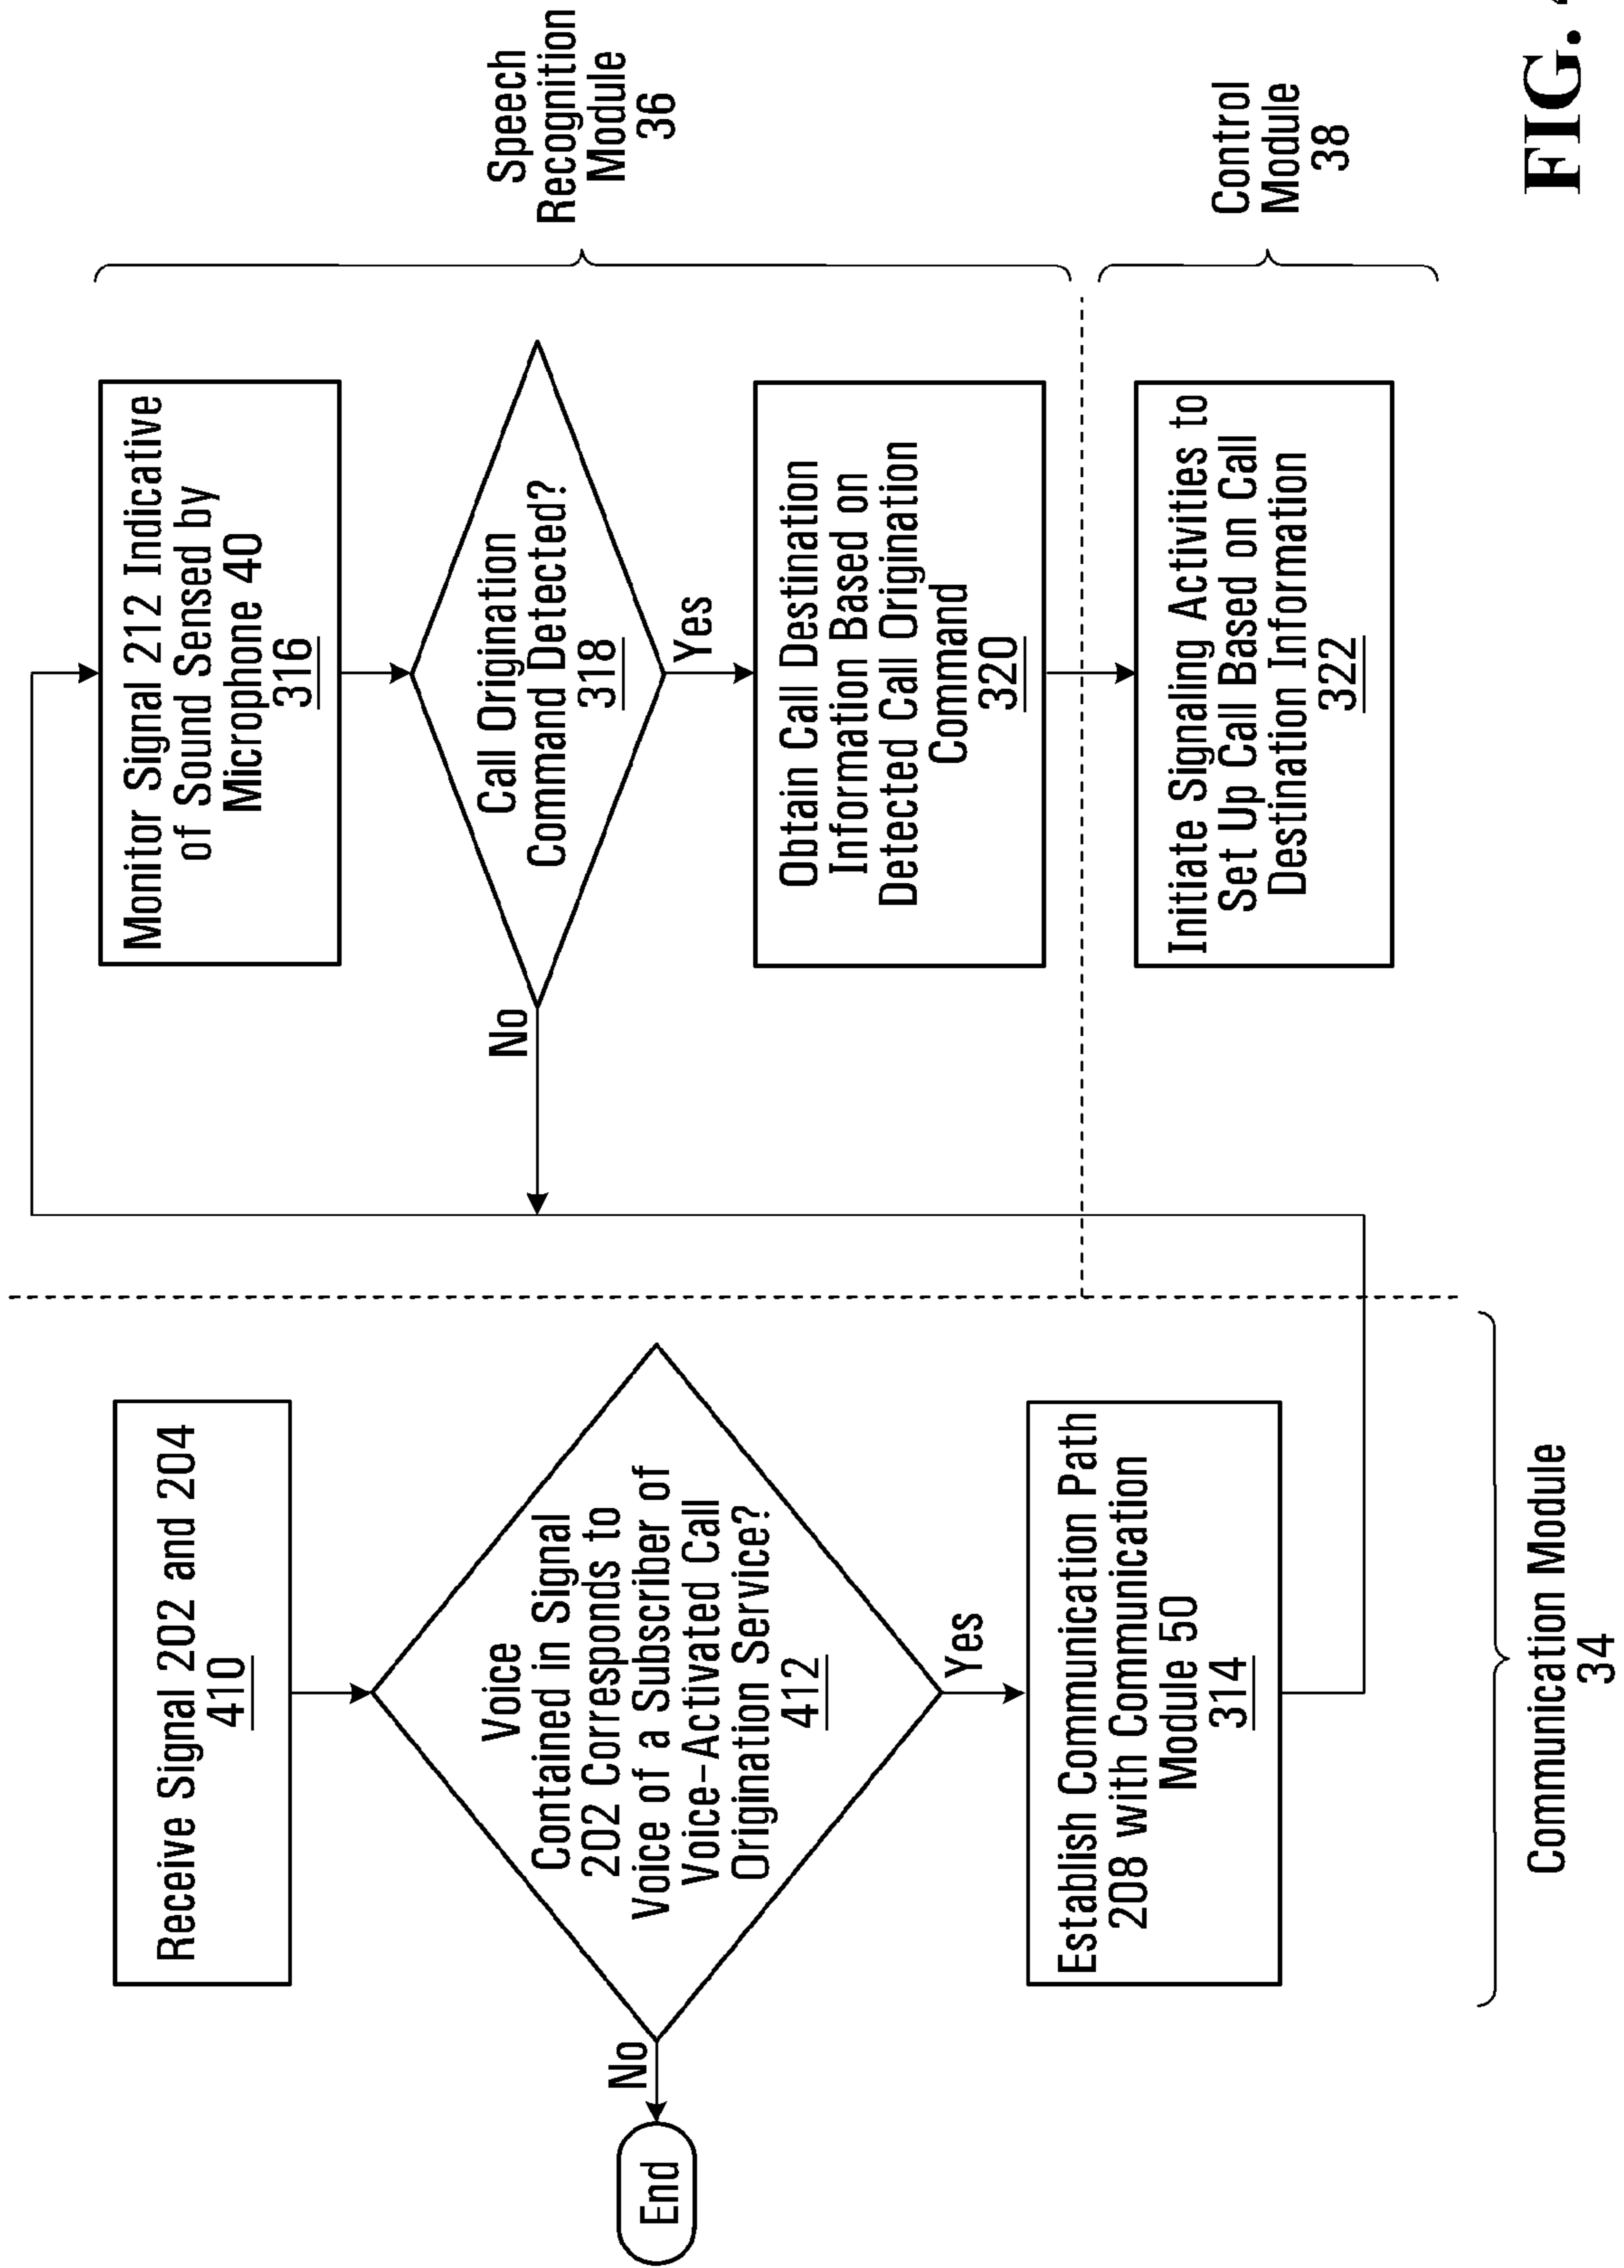 Receive Signal 202 and 204
410
Voice
Contained in Signal
202 Corresponds to
Voice of a Subscriber of
Voice-Activated Call
Origination Service?
412
No
End
Yes
Establish Communication Path
208 with Communication
Module 50
314
Communication Module
34
Monitor Signal 212 Indicative
of Sound Sensed by
Microphone 40
316
Call Origination
Command Detected?
318
No
Yes
Obtain Call Destination
Information Based on
Detected Call Origination
Command
320
Speech
Recognition
Module
36
Initiate Signaling Activities to
Set Up Call Based on Call
Destination Information
322
Control
Module
38
FIG.